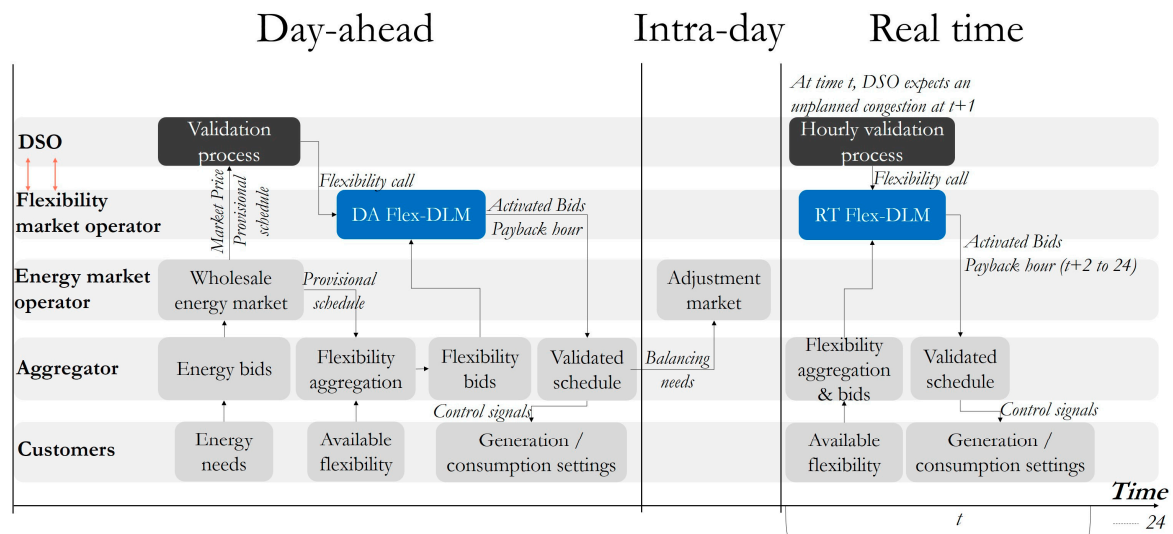 Day-ahead
Intra-day
Real time
At time t, DSO expects an
unplanned congestion at t+1
DSO
Validation
process
Hourly validation
process
Flexibility call
Flexibility call
Market Price
Provisional
schedule
Flexibility
market operator
DA Flex-DLM
Activated Bids
Payback hour
RT Flex-DLM
Activated Bids
Payback hour (t+2 to 24)
Energy market
operator
Wholesale
energy market
Provisional
schedule
Adjustment
market
Aggregator
Energy bids
Flexibility
aggregation
Flexibility
bids
Validated
schedule
Balancing
needs
Flexibility
aggregation
& bids
Validated
schedule
Control signals
Control signals
Customers
Energy
needs
Available
flexibility
Generation /
consumption settings
Available
flexibility
Generation /
consumption settings
Time
t
24